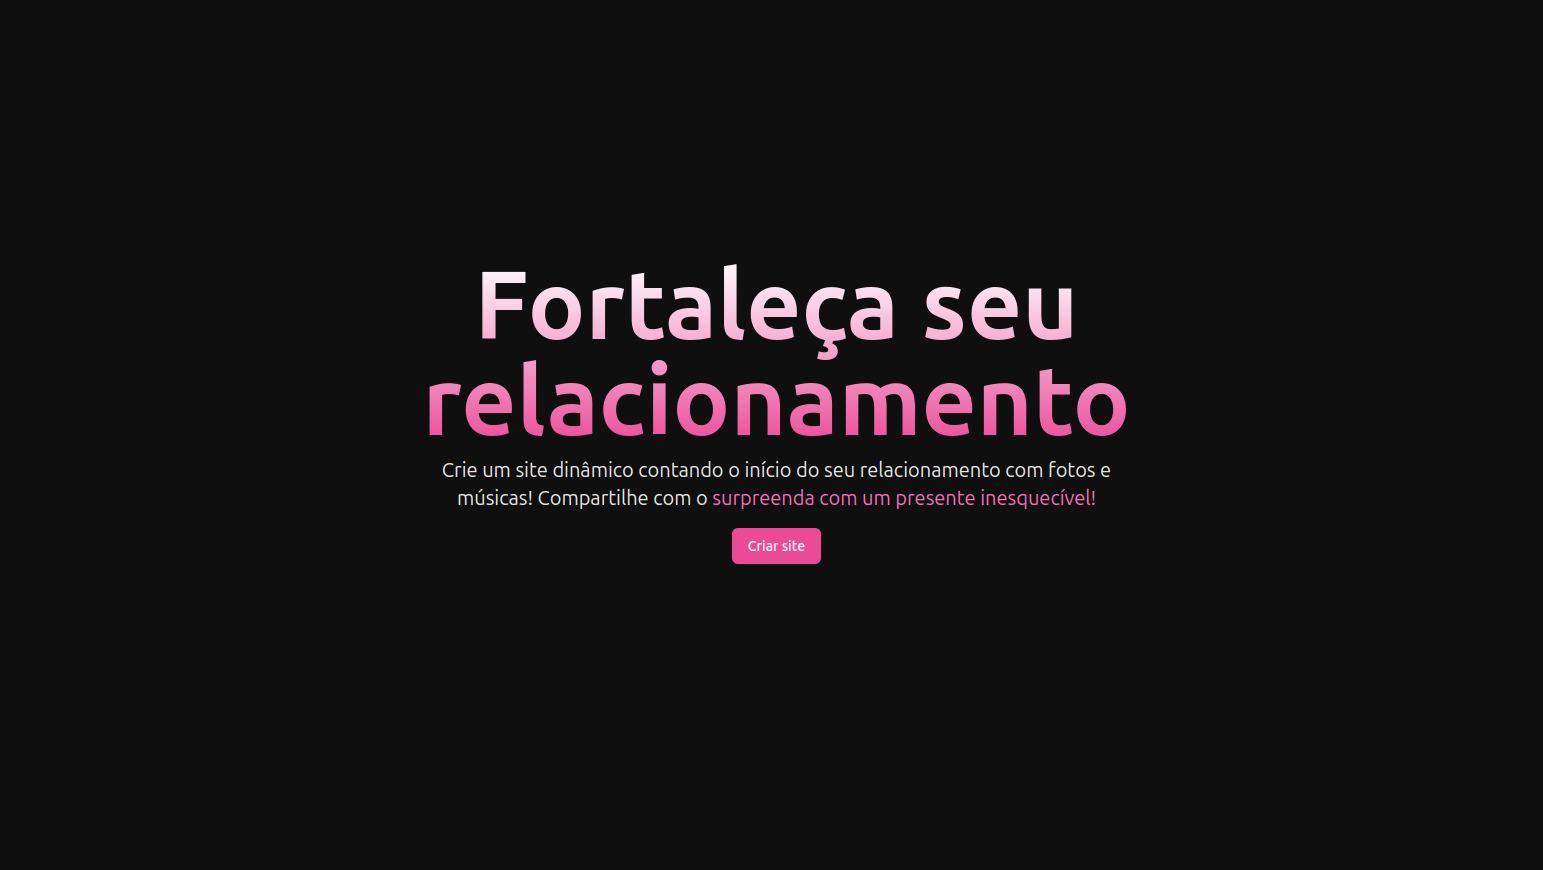 Fortaleça seu
relacionamento
Crie um site dinâmico contando o início do seu relacionamento com fotos e
músicas! Compartilhe com o surpreenda com um presente inesquecível!
Criar site